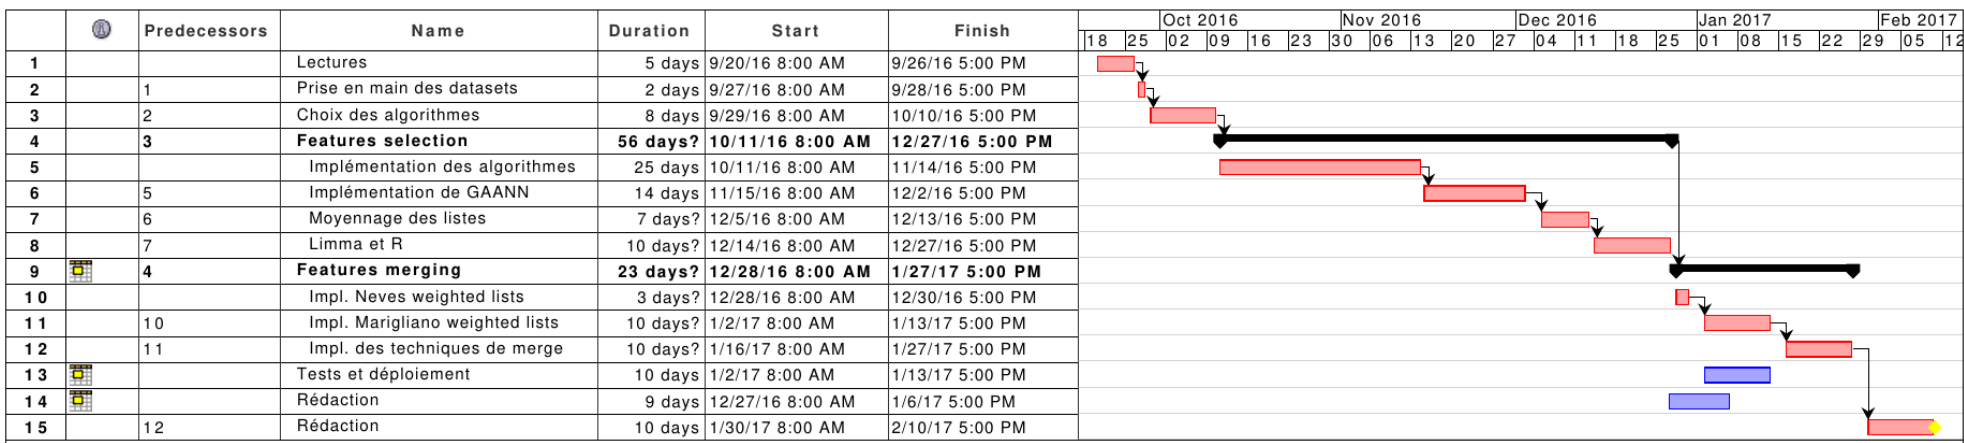 Predecessors Name Duration Start Finish
Oct 2016 Nov 2016 Dec 2016 Jan 2017 Feb 2017
18 25 02 09 16 23 30 06 13 20 27 04 11 18 25 01 08 15 22 29 05 12
1 Lectures 5 days 9/20/16 8:00 AM 9/26/16 5:00 PM
2 1 Prise en main des datasets 2 days 9/27/16 8:00 AM 9/28/16 5:00 PM
3 2 Choix des algorithmes 8 days 9/29/16 8:00 AM 10/10/16 5:00 PM
4 3 Features selection 56 days? 10/11/16 8:00 AM 12/27/16 5:00 PM
5 Implémentation des algorithmes 25 days 10/11/16 8:00 AM 11/14/16 5:00 PM
6 5 Implémentation de GAANN 14 days 11/15/16 8:00 AM 12/2/16 5:00 PM
7 6 Moyennage des listes 7 days? 12/5/16 8:00 AM 12/13/16 5:00 PM
8 7 Limma et R 10 days? 12/14/16 8:00 AM 12/27/16 5:00 PM
9 4 Features merging 23 days? 12/28/16 8:00 AM 1/27/17 5:00 PM
10 Impl. Neves weighted lists 3 days? 12/28/16 8:00 AM 12/30/16 5:00 PM
11 10 Impl. Marigliano weighted lists 10 days? 1/2/17 8:00 AM 1/13/17 5:00 PM
12 11 Impl. des techniques de merge 10 days? 1/16/17 8:00 AM 1/27/17 5:00 PM
13 Tests et déploiement 10 days 1/2/17 8:00 AM 1/13/17 5:00 PM
14 Rédaction 9 days 12/27/16 8:00 AM 1/6/17 5:00 PM
15 12 Rédaction 10 days 1/30/17 8:00 AM 2/10/17 5:00 PM